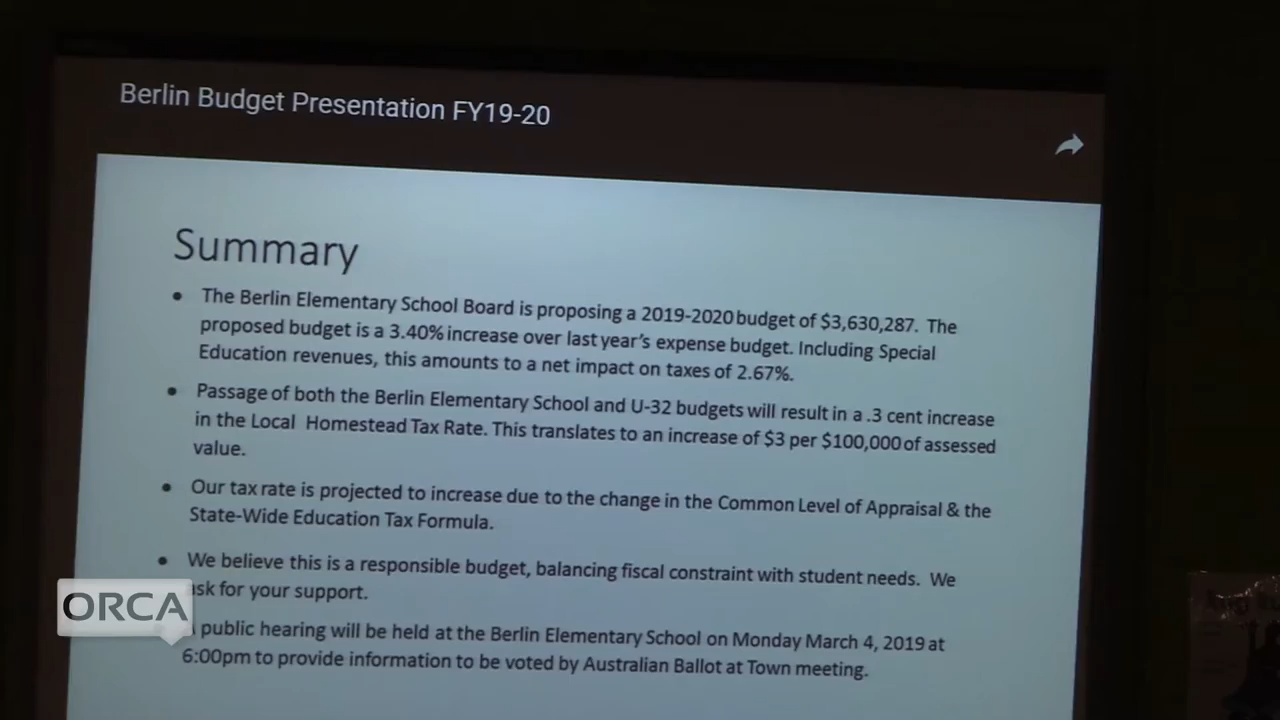 Berlin Budget Presentation FY19-20
Summary
• The Berlin Elementary School Board is proposing a 2019-2020 budget of $3,630,287. The
proposed budget is a 3.40% increase over last year's expense budget. Including Special
Education revenues, this amounts to a net impact on taxes of 2.67%.
• Passage of both the Berlin Elementary School and U-32 budgets will result in a .3 cent increase
in the Local Homestead Tax Rate. This translates to an increase of $3 per $100,000 of assessed
value.
• Our tax rate is projected to increase due to the change in the Common Level of Appraisal & the
State-Wide Education Tax Formula.
• We believe this is a responsible budget, balancing fiscal constraint with student needs. We
ask for your support.
public hearing will be held at the Berlin Elementary School on Monday March 4, 2019 at
6:00pm to provide information to be voted by Australian Ballot at Town meeting.
ORCA